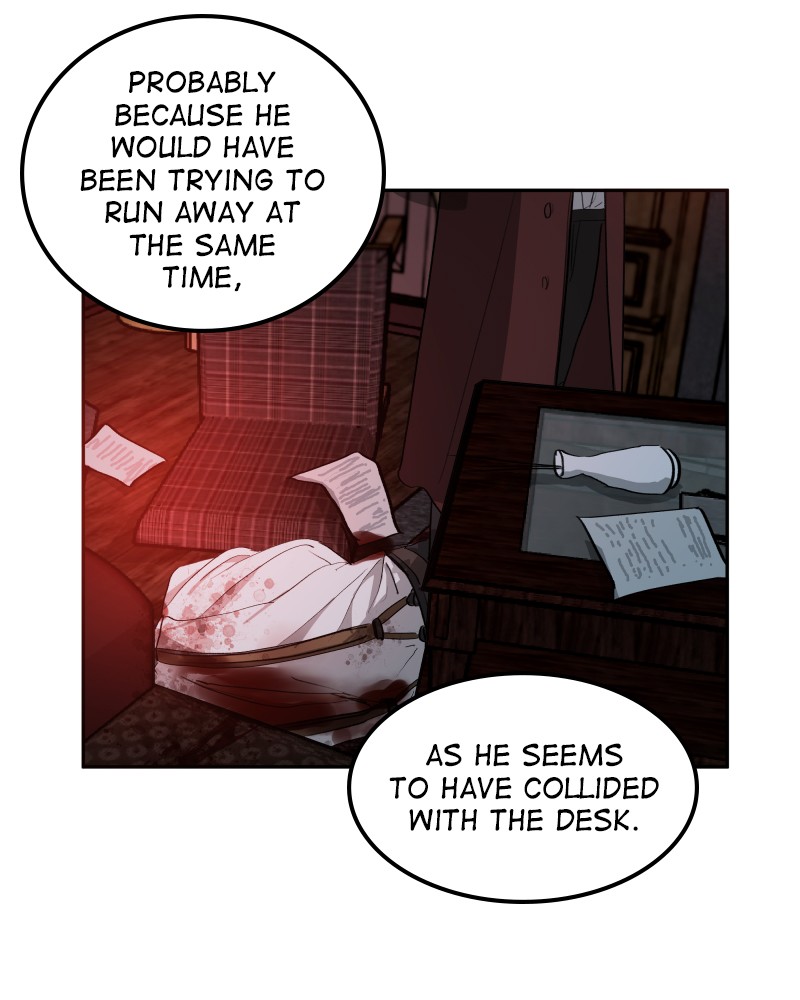 PROBABLY
BECAUSE HE
WOULD HAVE
BEEN TRYING TO
RUN AWAY AT
THE SAME
TIME,
AS HE SEEMS
TO HAVE COLLIDED
WITH THE DESK.